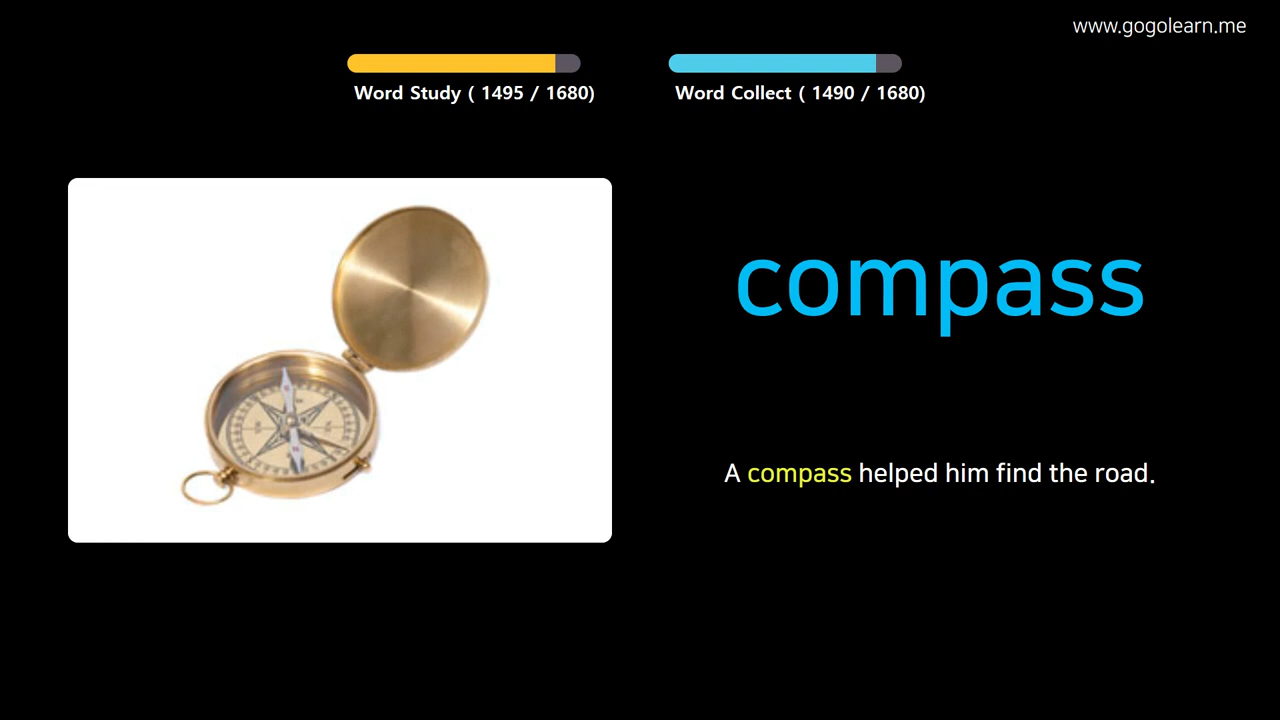 www.gogolearn.me
Word Study ( 1495 / 1680)
Word Collect ( 1490 / 1680)
compass
A compass helped him find the road.